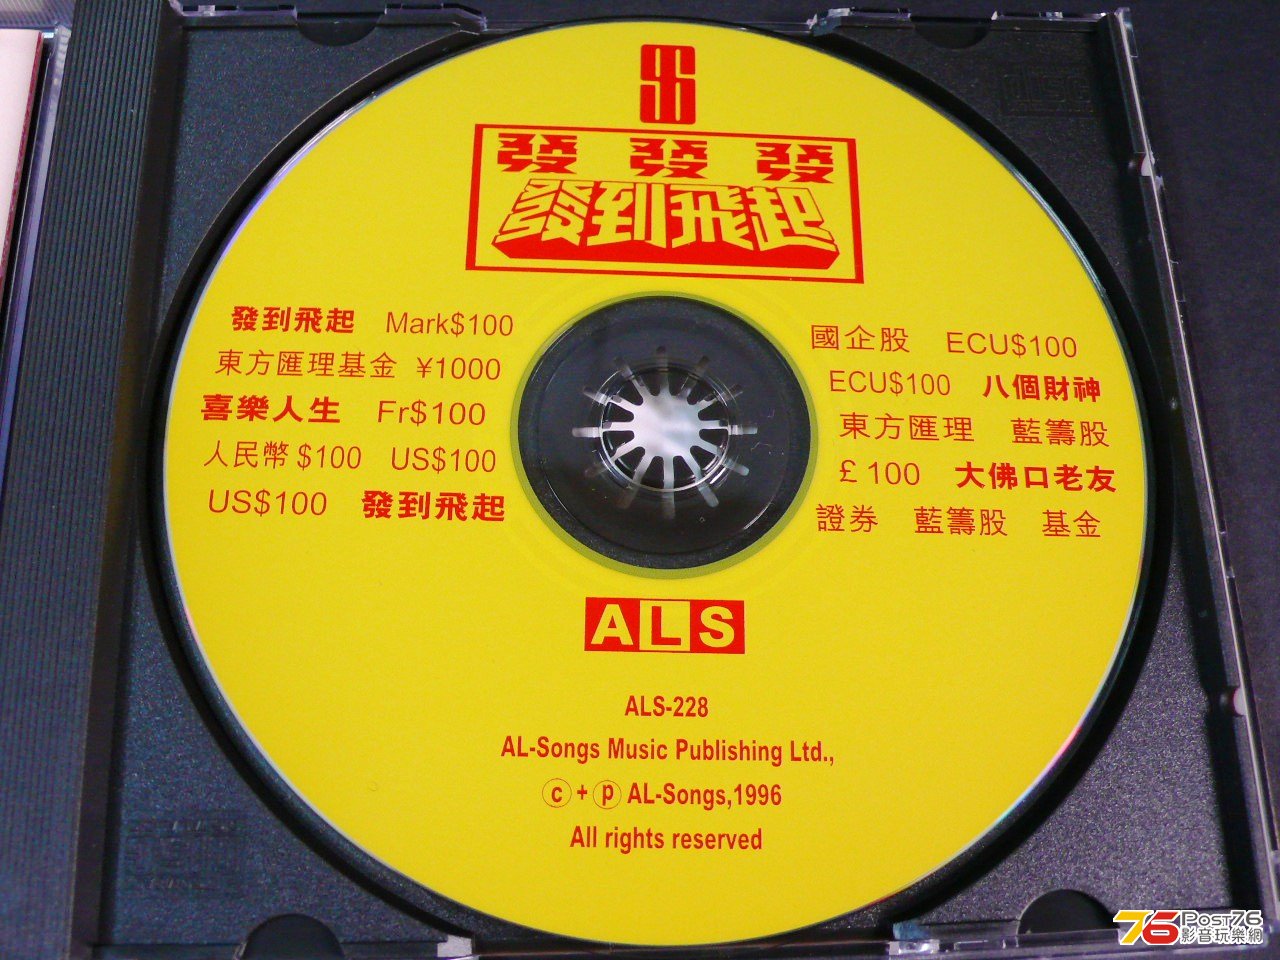 96
發 發 發
發到飛起
發到飛起 Mark$100
東方匯理基金 ¥1000
喜樂人生 Fr$100
人民幣 $100 US$100
US$100 發到飛起
國企股 ECU$100
ECU$100 八個財神
東方匯理 藍籌股
£100 大佛口老友
證券 藍籌股 基金
ALS
ALS-228
AL-Songs Music Publishing Ltd.,
ⓒ + ⓟ AL-Songs,1996
All rights reserved
76 POST76
影音玩樂網